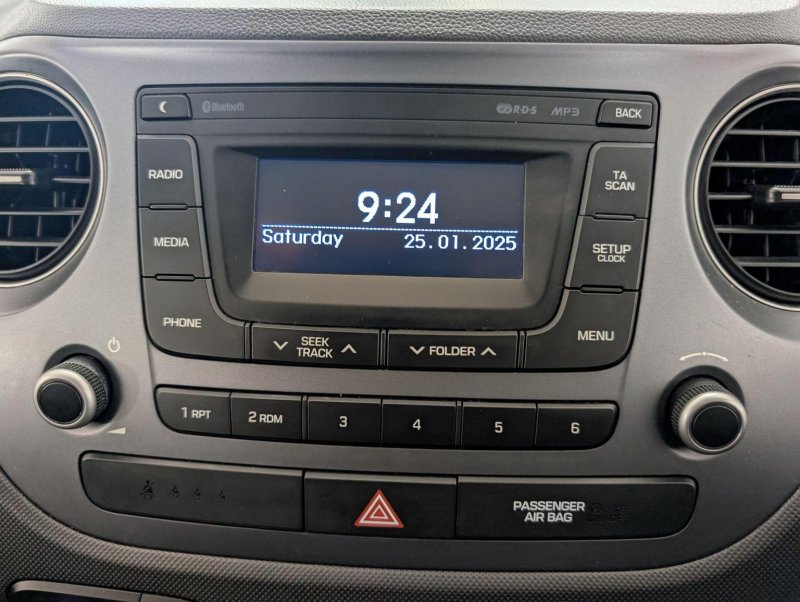 Bluetooth
R·D·S
MP3
BACK
RADIO
TA
SCAN
9:24
Saturday
25.01.2025
MEDIA
SETUP
CLOCK
PHONE
SEEK
TRACK
FOLDER
MENU
1 RPT
2 RDM
3
4
5
6
PASSENGER
AIR BAG